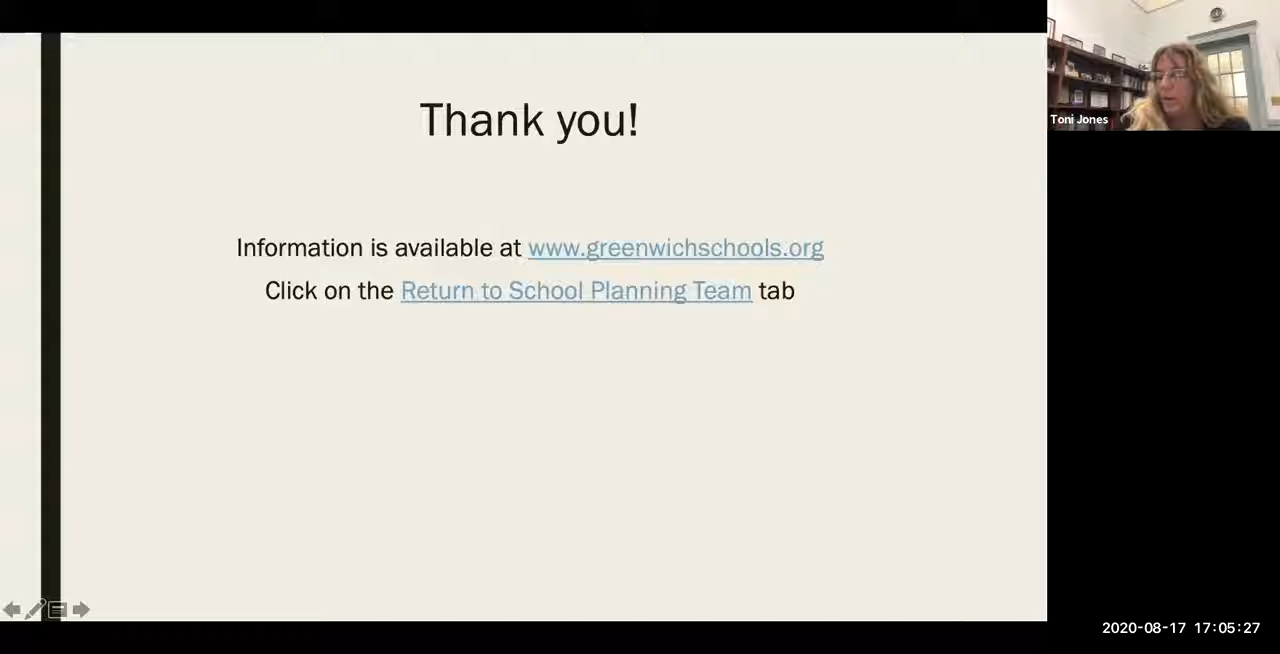 Thank you!
Information is available at www.greenwichschools.org
Click on the Return to School Planning Team tab
Toni Jones
2020-08-17 17:05:27